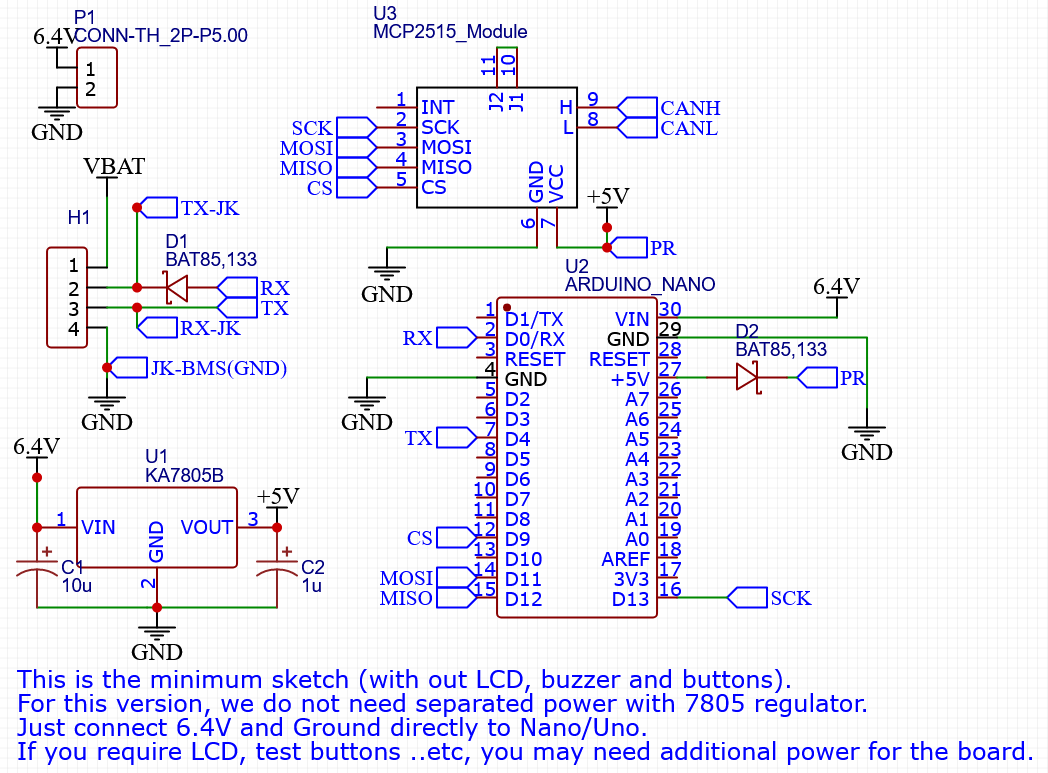 P1
CONN-TH_2P-P5.00
6.4V
1
2
GND
U3
MCP2515_Module
11
10
J2
J1
1 INT
SCK 2 SCK
MOSI 3 MOSI
MISO 4 MISO
CS 5 CS
H 9 CANH
L 8 CANL
GND
VCC
6
7
+5V
PR
GND
VBAT
H1
TX-JK
D1
BAT85,133
1
2
3
4
RX
TX
RX-JK
JK-BMS(GND)
GND
U2
ARDUINO_NANO
1 D1/TX
RX 2 D0/RX
3 RESET
4 GND
5 D2
6 D3
TX 7 D4
8 D5
9 D6
10 D7
11 D8
CS 12 D9
13 D10
MOSI 14 D11
MISO 15 D12
GND
VIN 30
GND 29
RESET 28
+5V 27
A7 26
A6 25
A5 24
A4 23
A3 22
A2 21
A1 20
A0 19
AREF 18
3V3 17
D13 16 SCK
6.4V
D2
BAT85,133
PR
GND
6.4V
U1
KA7805B
+5V
1 VIN
GND
VOUT 3
2
+
C1
10u
+
C2
1u
GND
This is the minimum sketch (with out LCD, buzzer and buttons).
For this version, we do not need separated power with 7805 regulator.
Just connect 6.4V and Ground directly to Nano/Uno.
If you require LCD, test buttons ..etc, you may need additional power for the board.